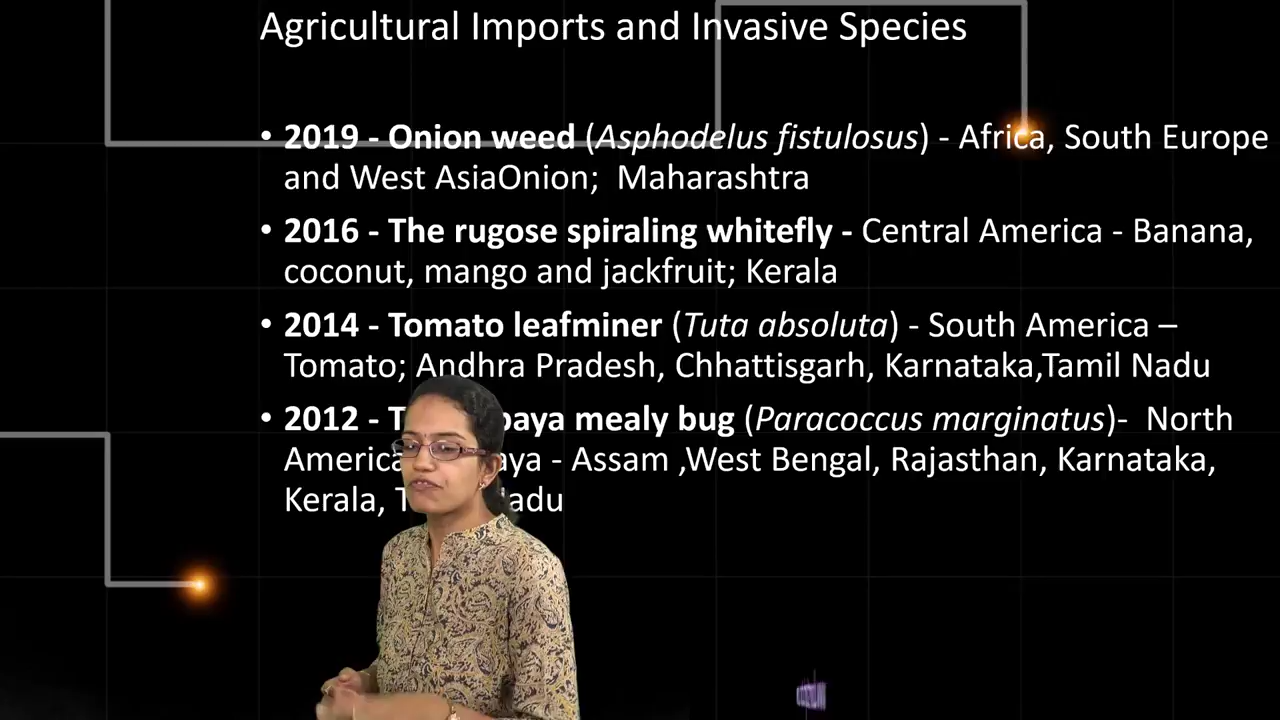 Agricultural Imports and Invasive Species
• 2019 - Onion weed (Asphodelus fistulosus) - Africa, South Europe
and West AsiaOnion;  Maharashtra
• 2016 - The rugose spiraling whitefly - Central America - Banana,
coconut, mango and jackfruit; Kerala
• 2014 - Tomato leafminer (Tuta absoluta) - South America –
Tomato; Andhra Pradesh, Chhattisgarh, Karnataka,Tamil Nadu
• 2012 - mealy bug (Paracoccus marginatus)-  North
America - Assam ,West Bengal, Rajasthan, Karnataka,
Kerala,